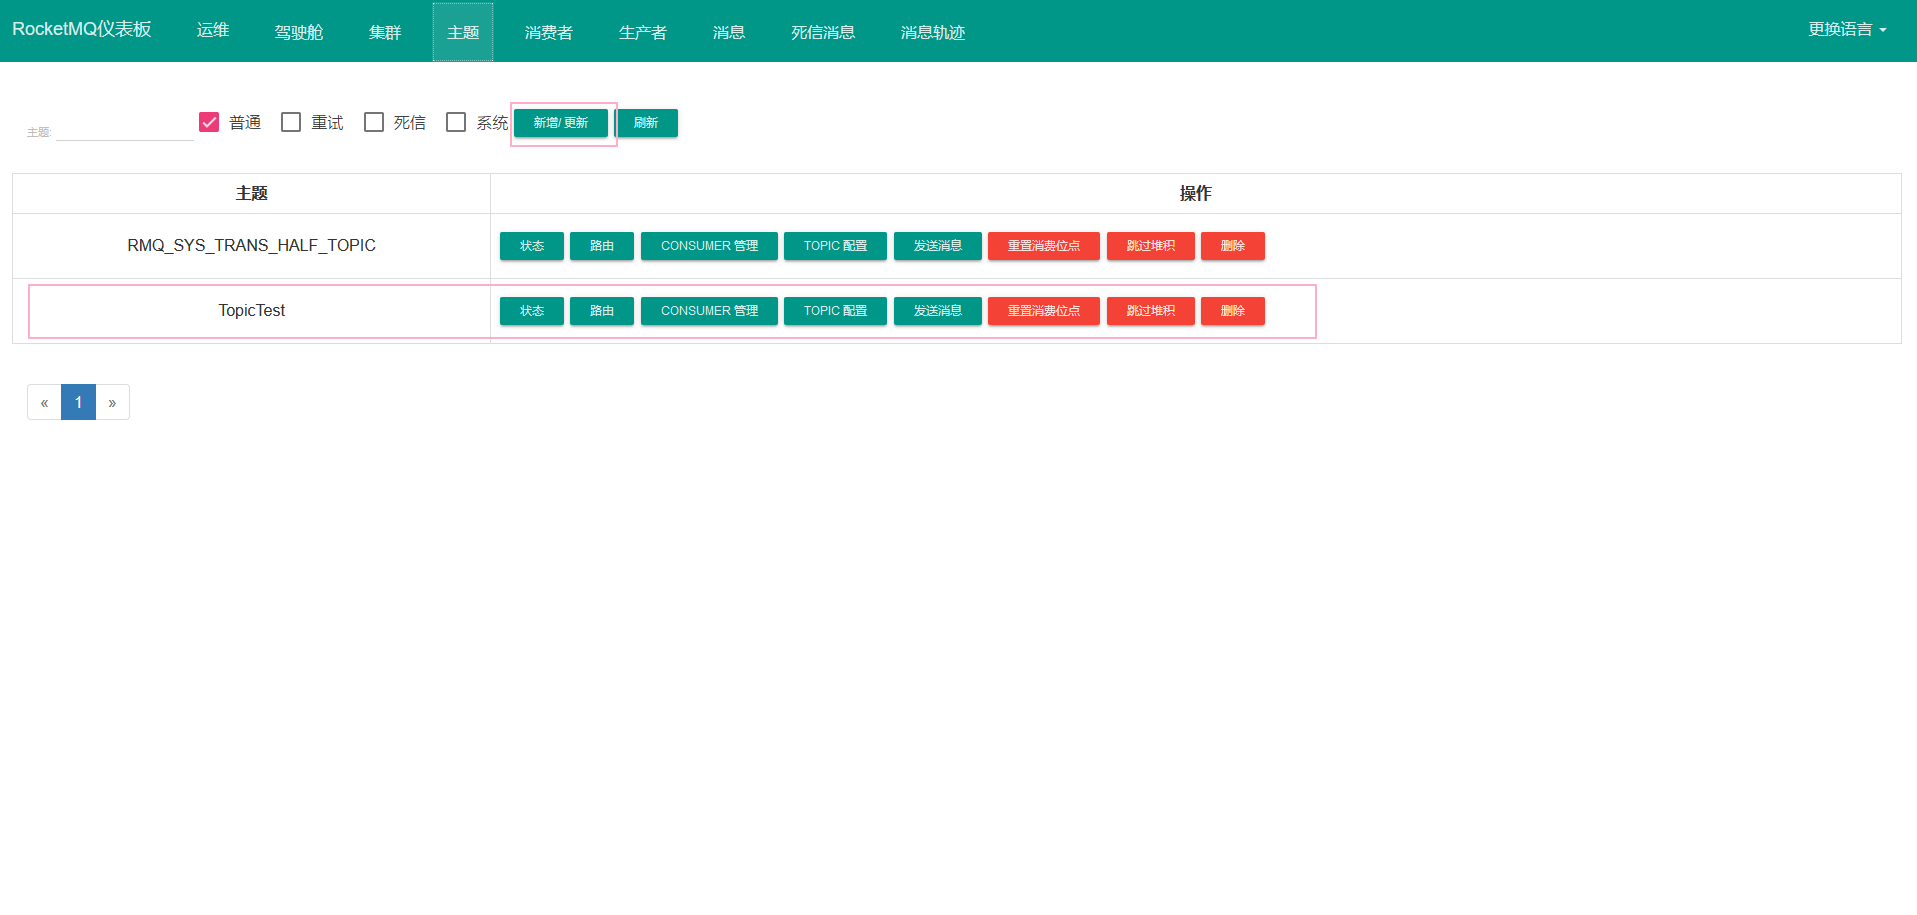 RocketMQ仪表板 运维 驾驶舱 集群 主题 消费者 生产者 消息 死信消息 消息轨迹 更换语言
主题: 普通 重试 死信 系统 新增/ 更新 刷新
主题 操作
RMQ_SYS_TRANS_HALF_TOPIC 状态 路由 CONSUMER 管理 TOPIC 配置 发送消息 重置消费位点 跳过堆积 删除
TopicTest 状态 路由 CONSUMER 管理 TOPIC 配置 发送消息 重置消费位点 跳过堆积 删除
« 1 »